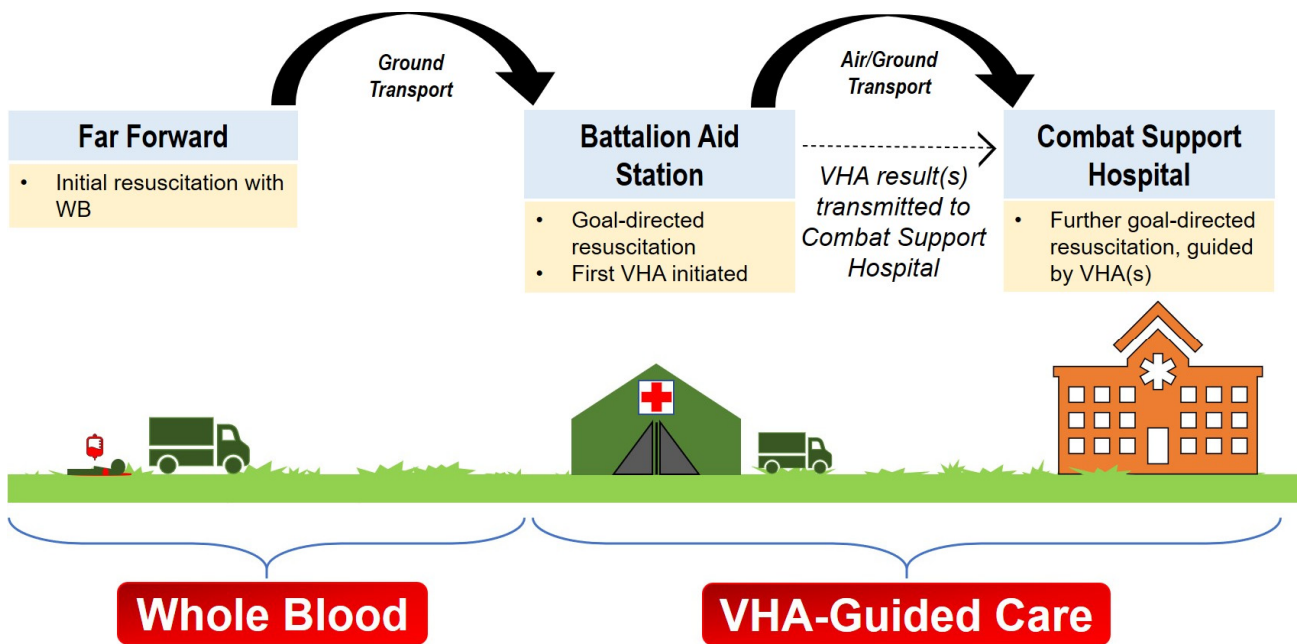 Ground
Transport
Air/Ground
Transport
Far Forward
• Initial resuscitation with
WB
Battalion Aid
Station
• Goal-directed
resuscitation
• First VHA initiated
VHA result(s)
transmitted to
Combat Support
Hospital
Combat Support
Hospital
• Further goal-directed
resuscitation, guided
by VHA(s)
Whole Blood
VHA-Guided Care